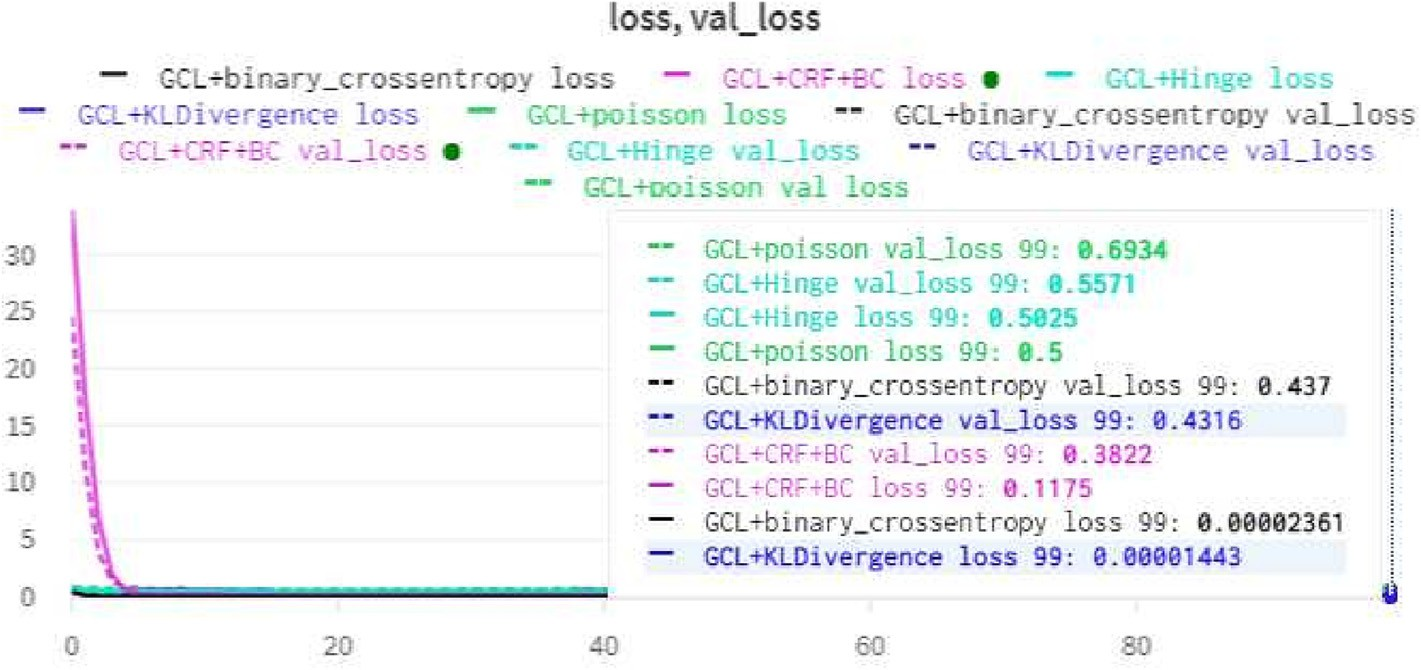 loss, val_loss
GCL+binary_crossentropy loss GCL+CRF+BC loss GCL+Hinge loss
GCL+KLDivergence loss GCL+poisson loss GCL+binary_crossentropy val_loss
GCL+CRF+BC val_loss GCL+Hinge val_loss GCL+KLDivergence val_loss
GCL+poisson val loss
30
25
20
15
10
5
0
GCL+poisson val_loss 99: 0.6934
GCL+Hinge val_loss 99: 0.5571
GCL+Hinge loss 99: 0.5025
GCL+poisson loss 99: 0.5
GCL+binary_crossentropy val_loss 99: 0.437
GCL+KLDivergence val_loss 99: 0.4316
GCL+CRF+BC val_loss 99: 0.3822
GCL+CRF+BC loss 99: 0.1175
GCL+binary_crossentropy loss 99: 0.00002361
GCL+KLDivergence loss 99: 0.00001443
0 20 40 60 80